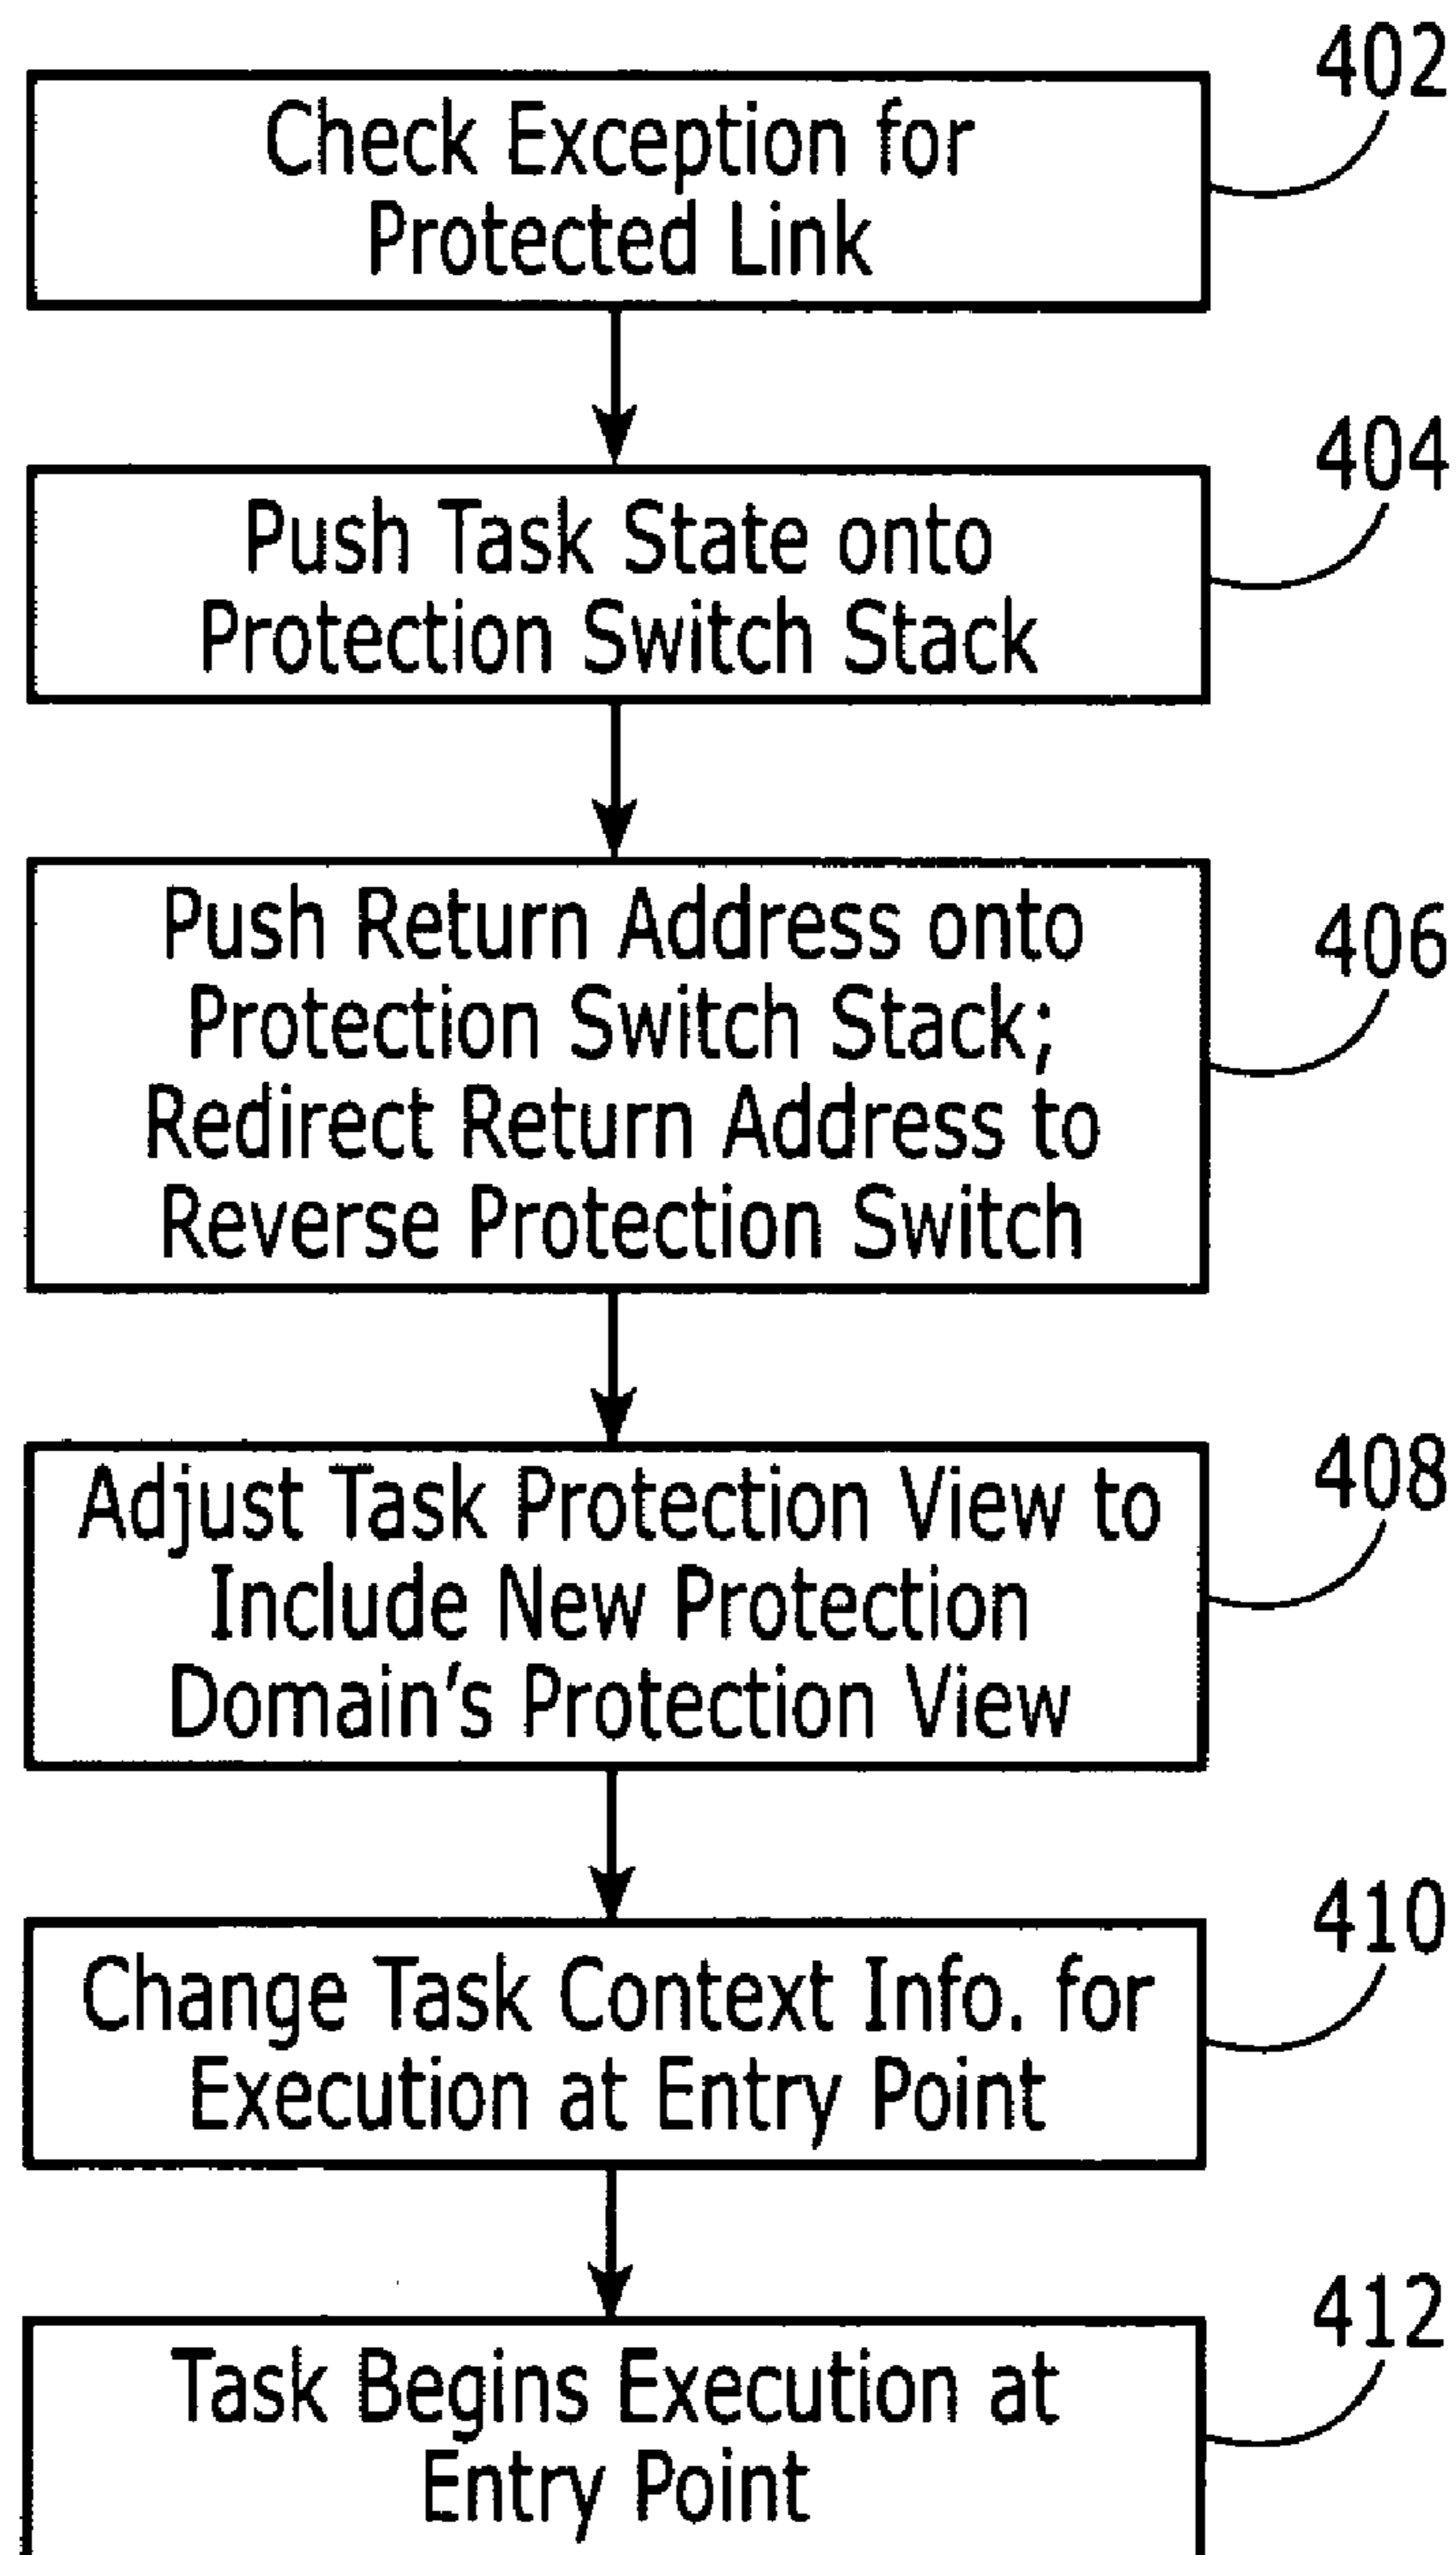 402
Check Exception for
Protected Link
404
Push Task State onto
Protection Switch Stack
406
Push Return Address onto
Protection Switch Stack;
Redirect Return Address to
Reverse Protection Switch
408
Adjust Task Protection View to
Include New Protection
Domain's Protection View
410
Change Task Context Info. for
Execution at Entry Point
412
Task Begins Execution at
Entry Point